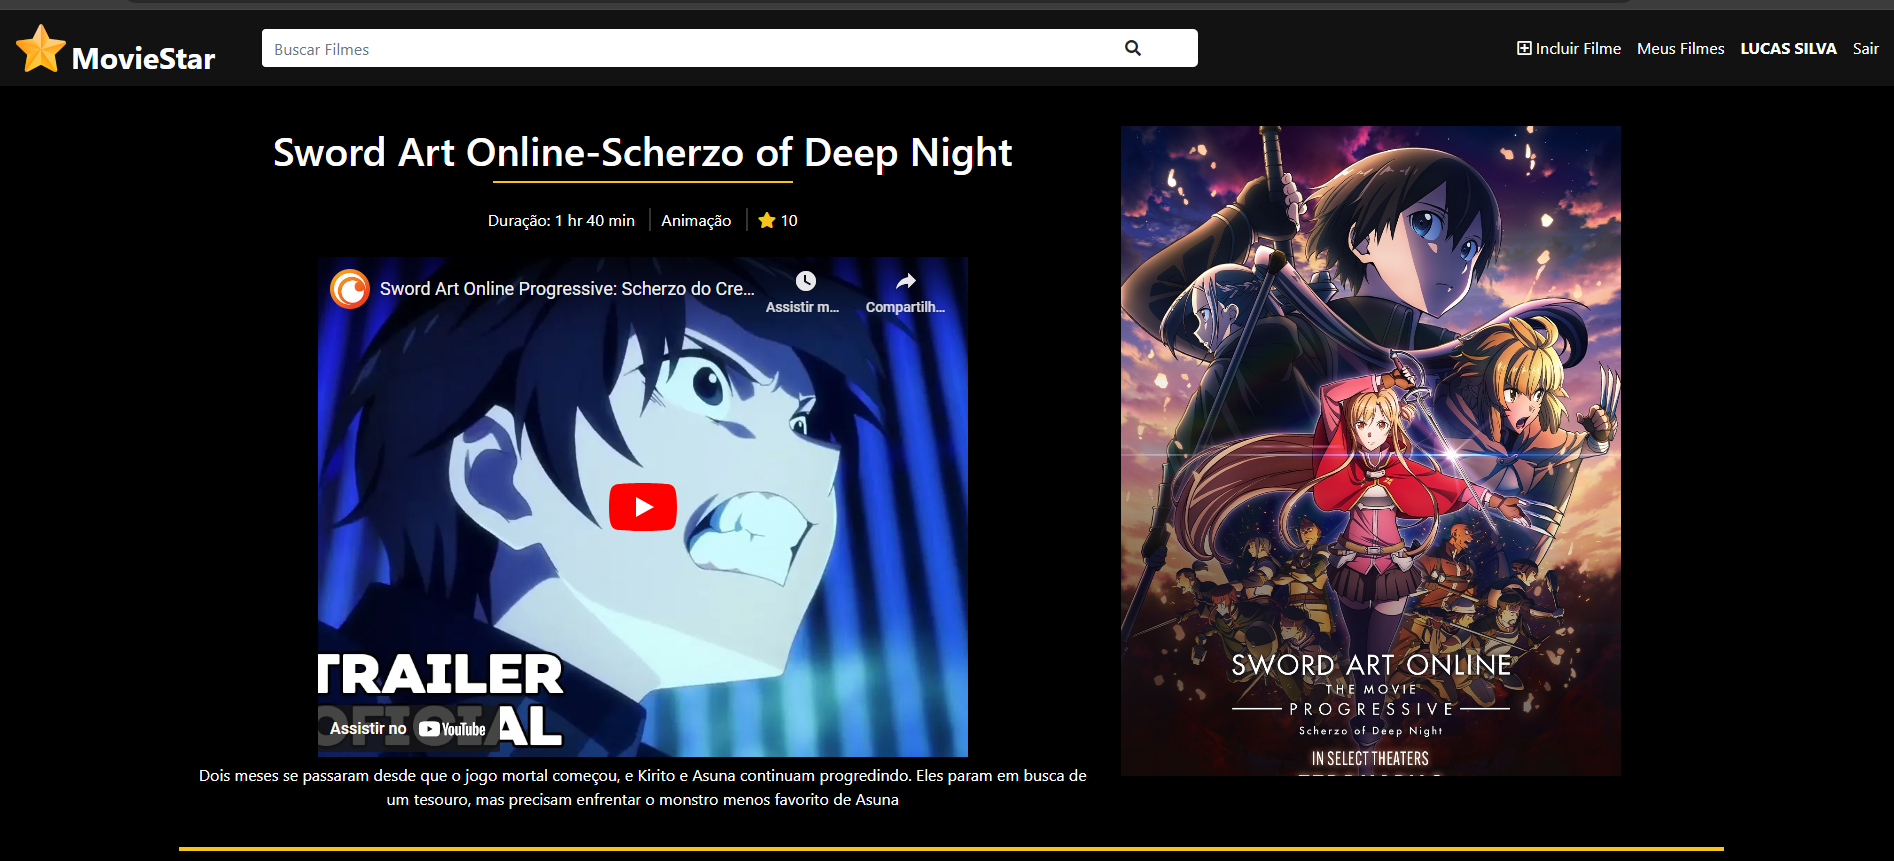 MovieStar
Buscar Filmes
Incluir Filme
Meus Filmes
LUCAS SILVA
Sair
Sword Art Online-Scherzo of Deep Night
Duração: 1 hr 40 min
Animação
10
Sword Art Online Progressive: Scherzo do Cre...
Assistir m...
Compartilh...
TRAILER
OFICIAL
Assistir no YouTube
Dois meses se passaram desde que o jogo mortal começou, e Kirito e Asuna continuam progredindo. Eles param em busca de
um tesouro, mas precisam enfrentar o monstro menos favorito de Asuna
SWORD ART ONLINE
THE MOVIE
PROGRESSIVE
Scherzo of Deep Night
IN SELECT THEATERS